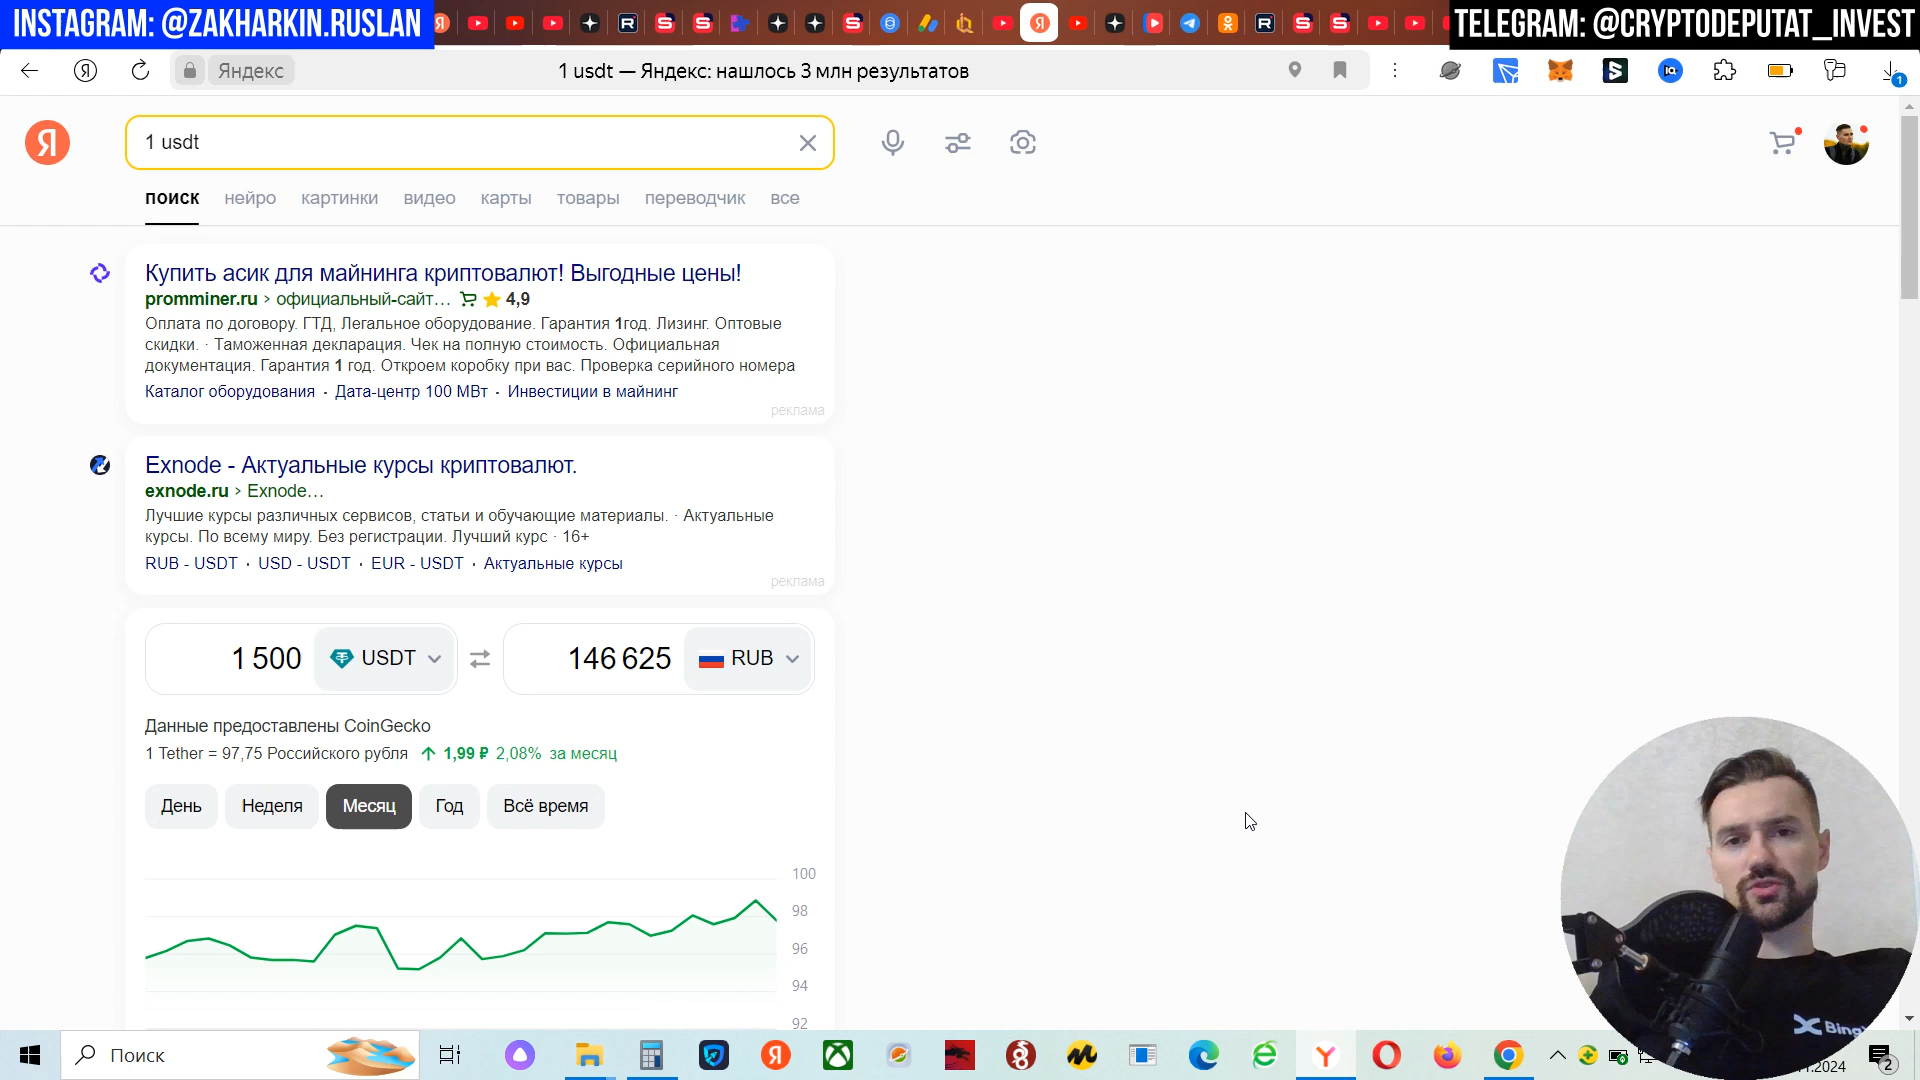 INSTAGRAM: @ZAKHARKIN.RUSLAN
TELEGRAM: @CRYPTODEPUTAT_INVEST
Яндекс
1 usdt — Яндекс: нашлось 3 млн результатов
1
Я
1 usdt
поиск нейро картинки видео карты товары переводчик все
Купить асик для майнинга криптовалют! Выгодные цены!
promminer.ru › официальный-сайт… 4,9
Оплата по договору. ГТД, Легальное оборудование. Гарантия 1год. Лизинг. Оптовые
скидки. · Таможенная декларация. Чек на полную стоимость. Официальная
документация. Гарантия 1 год. Откроем коробку при вас. Проверка серийного номера
Каталог оборудования · Дата-центр 100 МВт · Инвестиции в майнинг
реклама
Exnode - Актуальные курсы криптовалют.
exnode.ru › Exnode…
Лучшие курсы различных сервисов, статьи и обучающие материалы. · Актуальные
курсы. По всему миру. Без регистрации. Лучший курс · 16+
RUB - USDT · USD - USDT · EUR - USDT · Актуальные курсы
реклама
1 500 USDT 146 625 RUB
Данные предоставлены CoinGecko
1 Tether = 97,75 Российского рубля ↑ 1,99 ₽ 2,08% за месяц
День Неделя Месяц Год Всё время
100
98
96
94
92
Поиск
2024
2